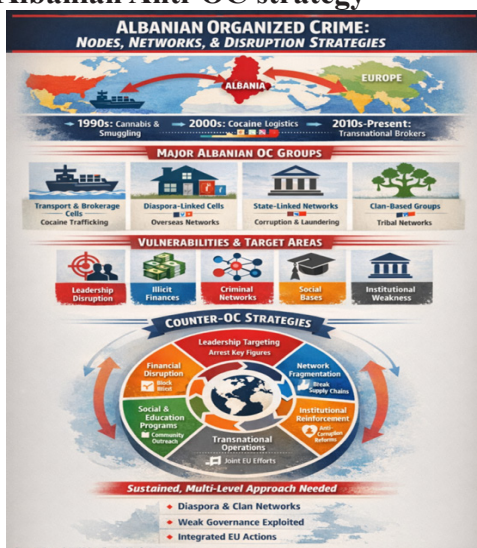 Albanian Anti-OC strategy
ALBANIAN ORGANIZED CRIME:
NODES, NETWORKS, & DISRUPTION STRATEGIES
ALBANIA
EUROPE
1990s: Cannabis & Smuggling
2000s: Cocaine Logistics
2010s-Present: Transnational Brokers
MAJOR ALBANIAN OC GROUPS
Transport & Brokerage Cells
Cocaine Trafficking
Diaspora-Linked Cells
Overseas Networks
State-Linked Networks
Corruption & Laundering
Clan-Based Groups
Tribal Networks
VULNERABILITIES & TARGET AREAS
Leadership Disruption
Illicit Finances
Criminal Networks
Social Bases
Institutional Weakness
COUNTER-OC STRATEGIES
Leadership Targeting
Arrest Key Figures
Financial Disruption
Block
Network Fragmentation
Break Supply Chains
Social & Education Programs
Community Outreach
Institutional Reinforcement
Anti-
Reforms
Transnational Operations
Joint EU Efforts
Sustained, Multi-Level Approach Needed
Diaspora & Clan Networks
Weak Governance Exploited
Integrated EU Actions